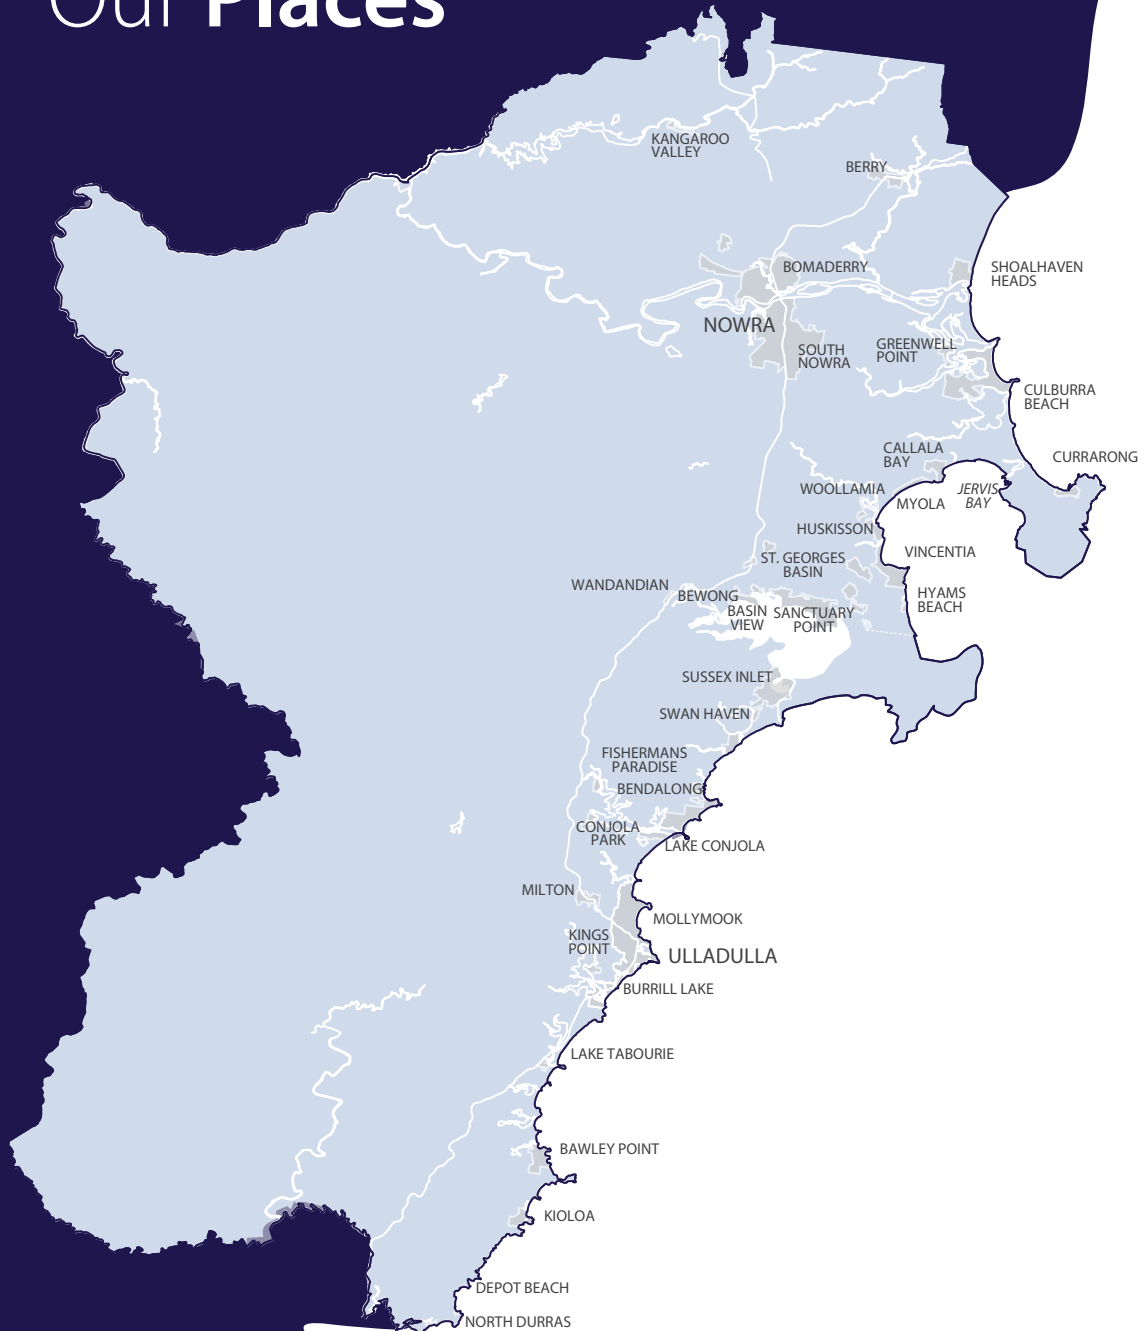 Our Places
KANGAROO
VALLEY
BERRY
BOMADERRY
SHOALHAVEN
HEADS
NOWRA
SOUTH
NOWRA
GREENWELL
POINT
CULBURRA
BEACH
CALLALA
BAY
CURRARONG
WOOLLAMIA
MYOLA
JERVIS
BAY
HUSKISSON
VINCENTIA
ST. GEORGES
BASIN
WANDANDIAN
BEWONG
HYAMS
BEACH
BASIN
VIEW
SANCTUARY
POINT
SUSSEX INLET
SWAN HAVEN
FISHERMANS
PARADISE
BENDALONG
CONJOLA
PARK
LAKE CONJOLA
MILTON
MOLLYMOOK
KINGS
POINT
ULLADULLA
BURRILL LAKE
LAKE TABOURIE
BAWLEY POINT
KIOLOA
DEPOT BEACH
NORTH DURRAS